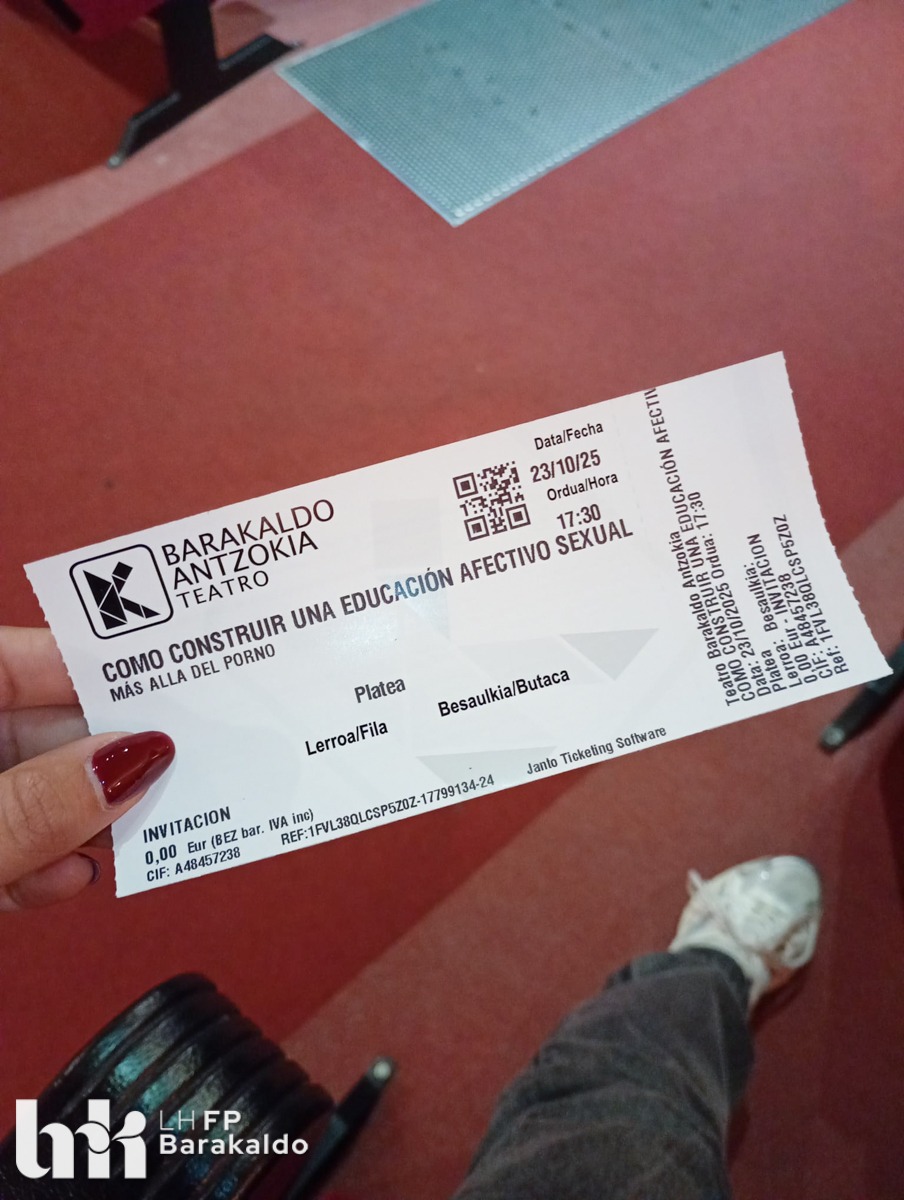 BARAKALDO
ANTZOKIA
TEATRO
Data/Fecha
23/10/25
Ordua/Hora
17:30
COMO CONSTRUIR UNA EDUCACIÓN AFECTIVO SEXUAL
MÁS ALLA DEL PORNO
Platea
Lerroa/Fila
Besaulkia/Butaca
INVITACION
0,00 Eur (BEZ bar. IVA inc)
CIF: A48457238
REF:1FVL38QLCSP5Z0Z-17799134-24
Janto Ticketing Software
Teatro Barakaldo Antzokia
COMO CONSTRUIR UNA EDUCACIÓN AFECTIV
Data: 23/10/2025 Ordua: 17:30
Platea
Lerroa: Besaulkia:
0,00 Eur - INVITACION
CIF: A48457238
Ref: 1FVL38QLCSP5Z0Z
LH FP
Barakaldo